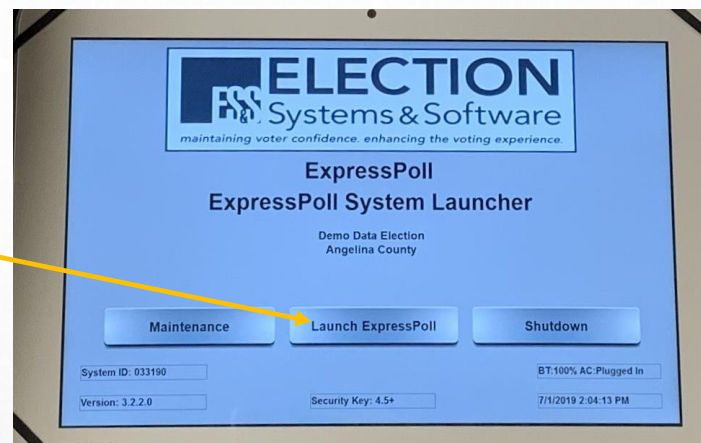 ES&S ELECTION
Systems & Software
maintaining voter confidence. enhancing the voting experience.
ExpressPoll
ExpressPoll System Launcher
Demo Data Election
Angelina County
Maintenance
Launch ExpressPoll
Shutdown
System ID: 033190
BT:100% AC:Plugged In
Version: 3.2.2.0
Security Key: 4.5+
7/1/2019 2:04:13 PM